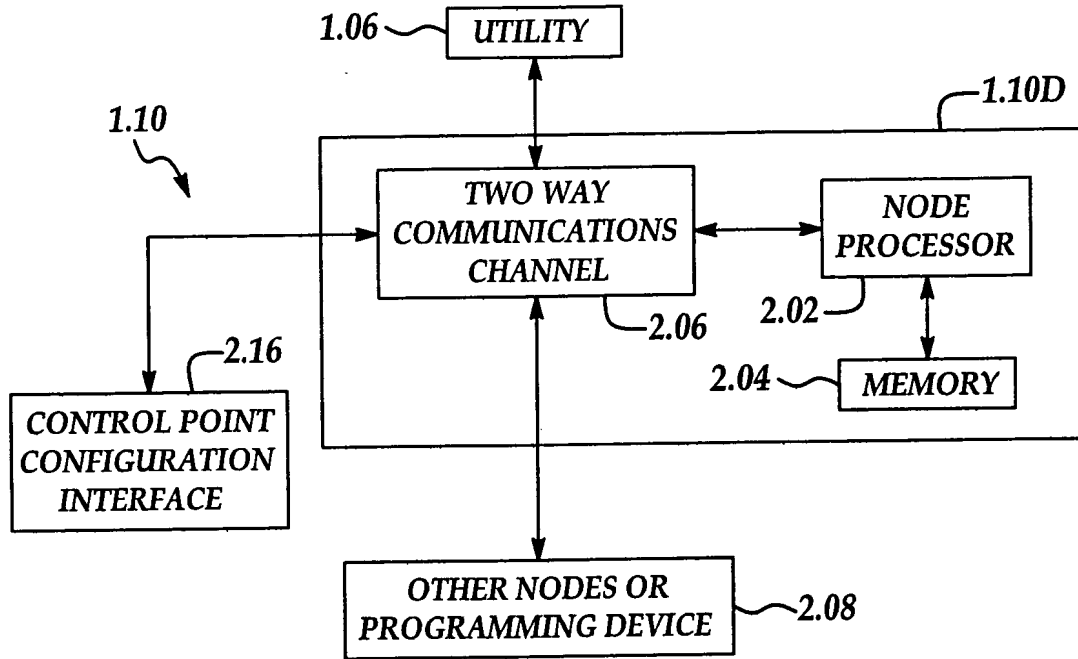 1.06
UTILITY
1.10D
1.10
TWO WAY
COMMUNICATIONS
CHANNEL
NODE
PROCESSOR
2.06
2.02
2.16
2.04
MEMORY
CONTROL POINT
CONFIGURATION
INTERFACE
OTHER NODES OR
PROGRAMMING DEVICE
2.08